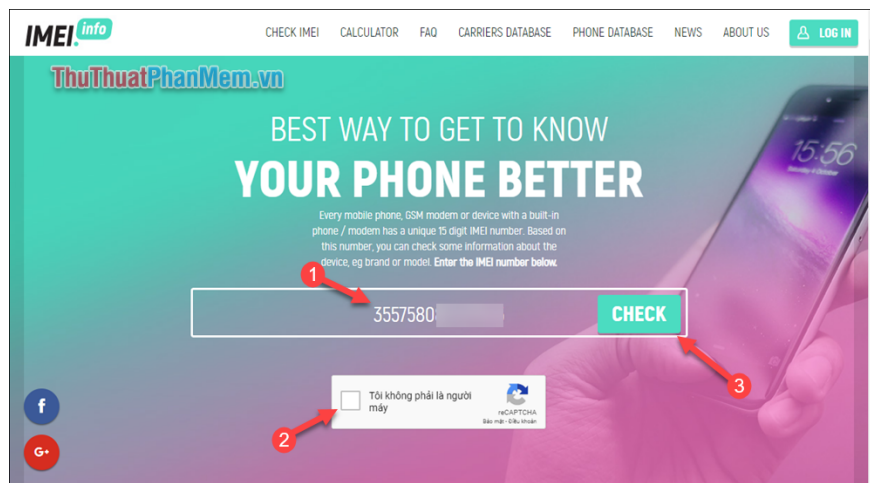 IMEI.info
CHECK IMEI CALCULATOR FAQ CARRIERS DATABASE PHONE DATABASE NEWS ABOUT US LOG IN
ThuThuatPhanMem.vn
BEST WAY TO GET TO KNOW
YOUR PHONE BETTER
15:56
Every mobile phone, GSM modem or device with a built-in
phone / modem has a unique 15 digit IMEI number. Based on
this number, you can check some information about the
device, eg brand or model. Enter the IMEI number below.
1
3557580
CHECK
3
Tôi không phải là người
máy
reCAPTCHA
Bảo mật - Điều khoản
2
f
G+